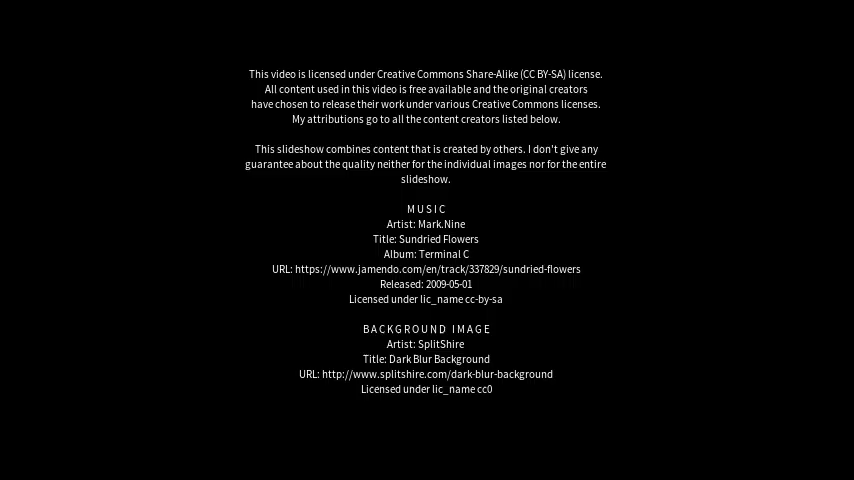 This video is licensed under Creative Commons Share-Alike (CC BY-SA) license.
All content used in this video is free available and the original creators
have chosen to release their work under various Creative Commons licenses.
My attributions go to all the content creators listed below.
This slideshow combines content that is created by others. I don't give any
guarantee about the quality neither for the individual images nor for the entire
slideshow.
MUSIC
Artist: Mark.Nine
Title: Sundried Flowers
Album: Terminal C
URL: https://www.jamendo.com/en/track/337829/sundried-flowers
Released: 2009-05-01
Licensed under lic_name cc-by-sa
BACKGROUND IMAGE
Artist: SplitShire
Title: Dark Blur Background
URL: http://www.splitshire.com/dark-blur-background
Licensed under lic_name cc0